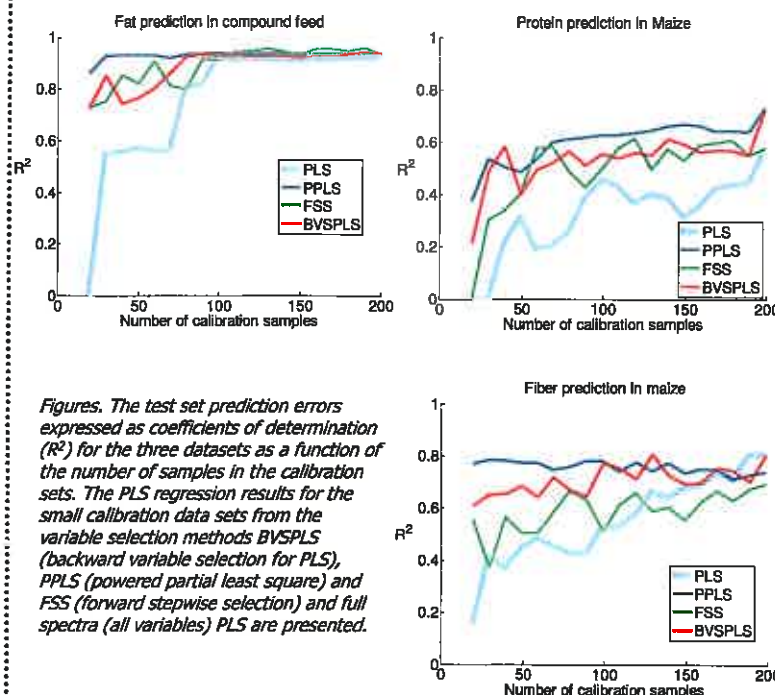 Fat prediction in compound feed
1
0.8
0.6
R²
0.4
0.2
0
0
50
100
150
200
PLS
PPLS
FSS
BVSPLS
Number of calibration samples
Protein prediction in Maize
1
0.8
0.6
R²
0.4
0.2
0
0
50
100
150
200
PLS
PPLS
FSS
BVSPLS
Number of calibration samples
Figures. The test set prediction errors
expressed as coefficients of determination
(R²) for the three datasets as a function of
the number of samples in the calibration
sets. The PLS regression results for the
small calibration data sets from the
variable selection methods BVSPLS
(backward variable selection for PLS),
PPLS (powered partial least square) and
FSS (forward stepwise selection) and full
spectra (all variables) PLS are presented.
Fiber prediction in maize
1
0.8
0.6
R²
0.4
0.2
0
0
50
100
150
200
PLS
PPLS
FSS
BVSPLS
Number of calibration samples